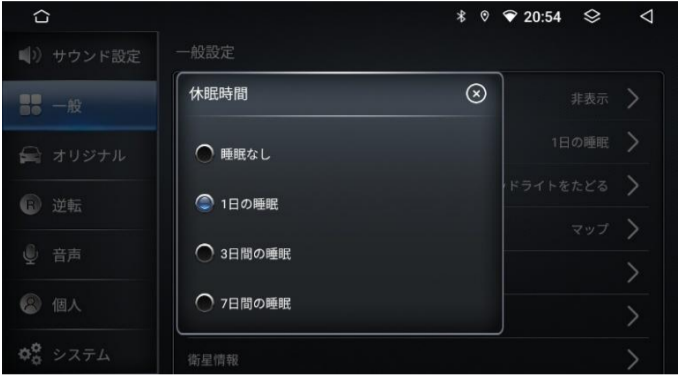 20:54
サウンド設定
一般設定
休眠時間
非表示
一般
睡眠なし
1日の睡眠
オリジナル
1日の睡眠
ドライトをたどる
逆転
マップ
3日間の睡眠
音声
7日間の睡眠
個人
システム
衛星情報